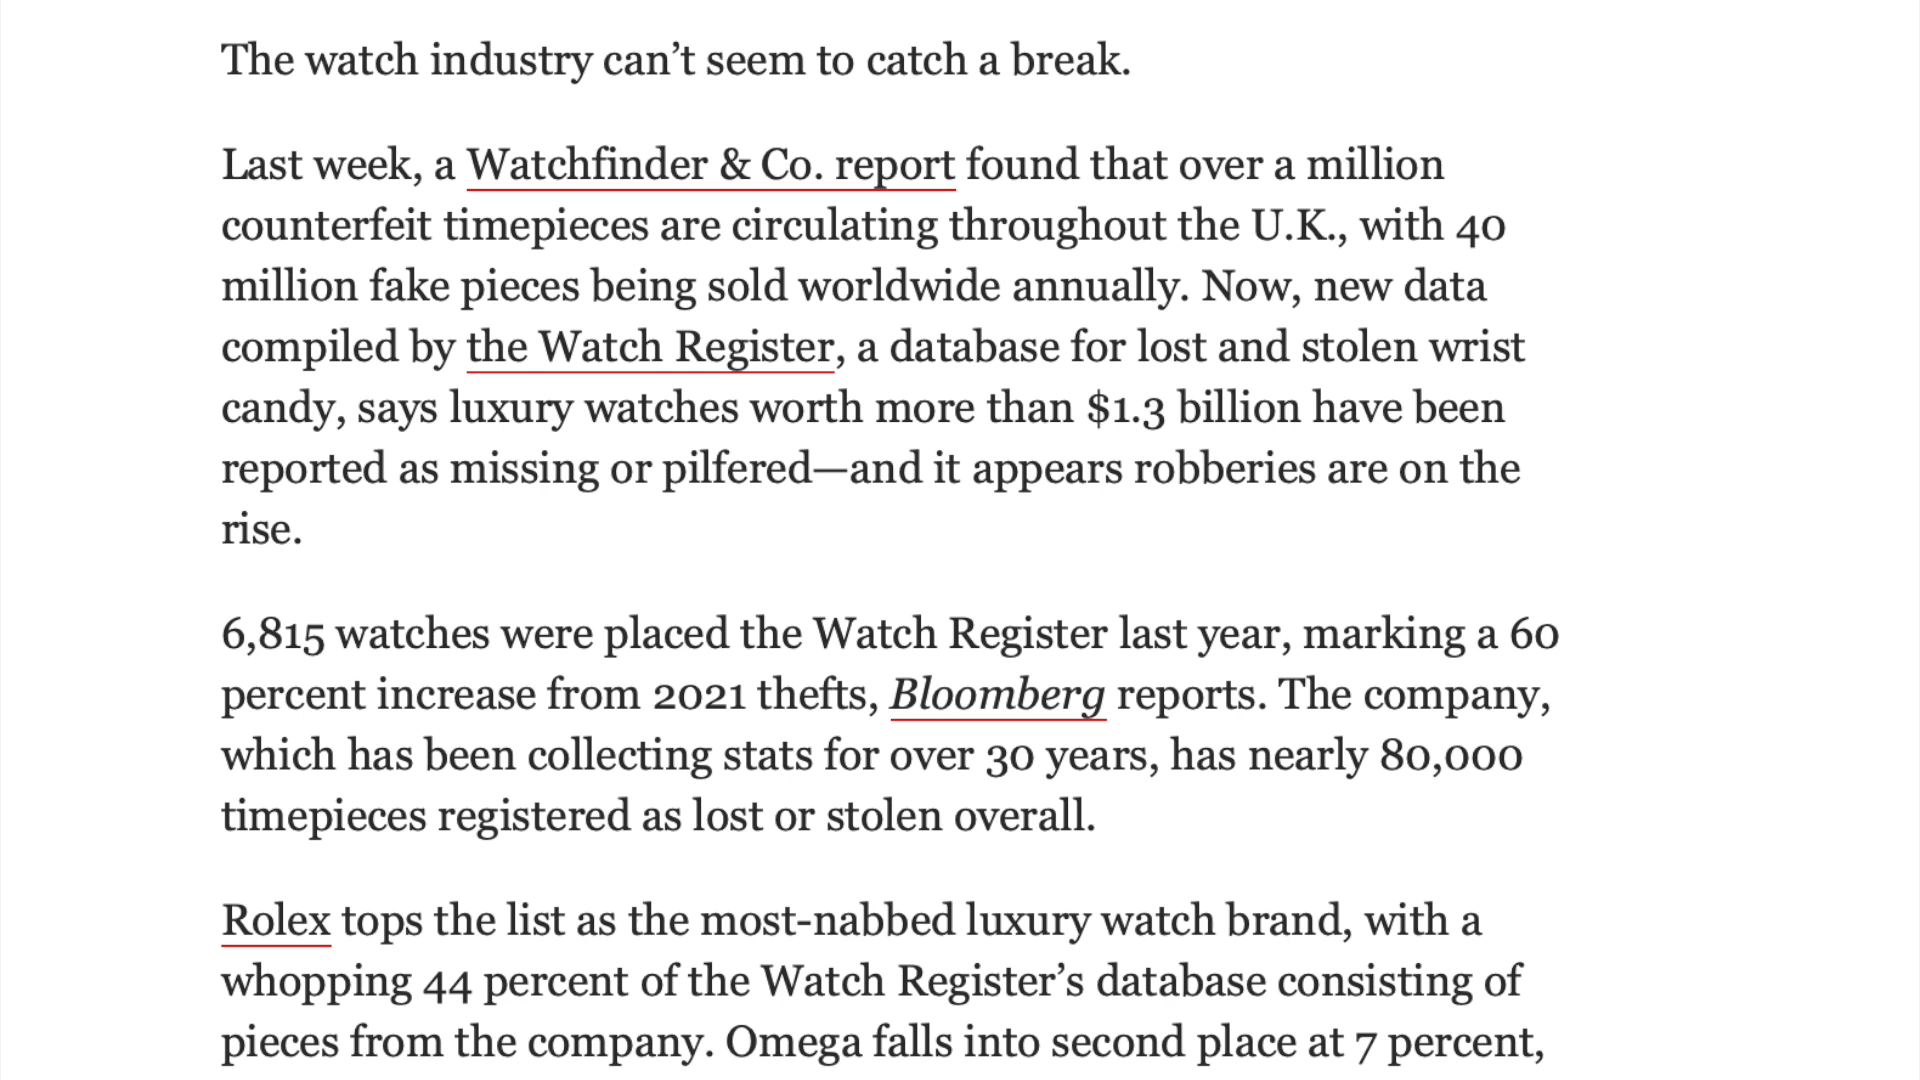 The watch industry can’t seem to catch a break.
Last week, a Watchfinder & Co. report found that over a million
counterfeit timepieces are circulating throughout the U.K., with 40
million fake pieces being sold worldwide annually. Now, new data
compiled by the Watch Register, a database for lost and stolen wrist
candy, says luxury watches worth more than $1.3 billion have been
reported as missing or pilfered—and it appears robberies are on the
rise.
6,815 watches were placed the Watch Register last year, marking a 60
percent increase from 2021 thefts, Bloomberg reports. The company,
which has been collecting stats for over 30 years, has nearly 80,000
timepieces registered as lost or stolen overall.
Rolex tops the list as the most-nabbed luxury watch brand, with a
whopping 44 percent of the Watch Register’s database consisting of
pieces from the company. Omega falls into second place at 7 percent,